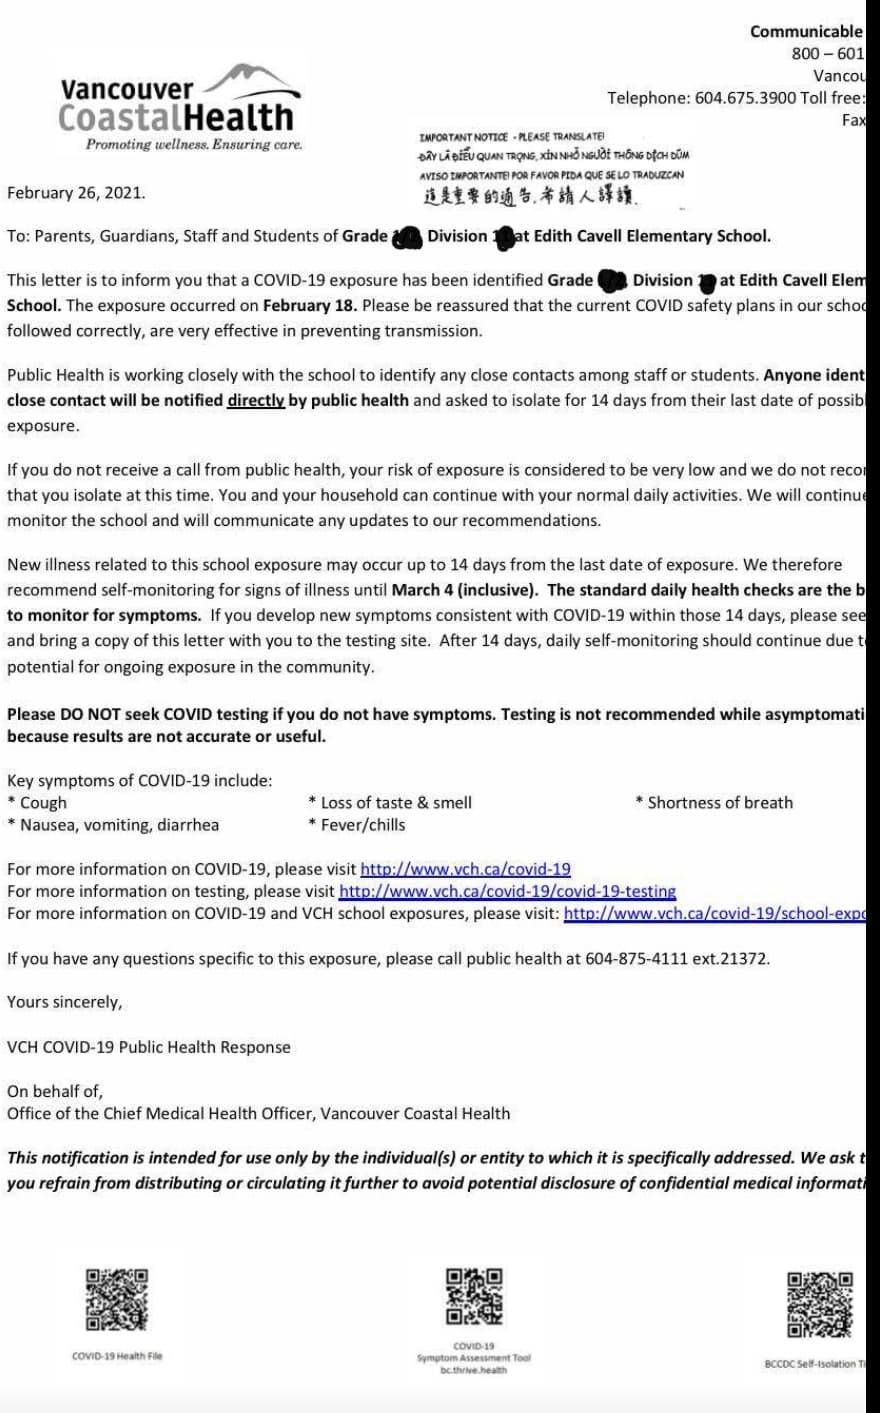 Communicable
800 – 601
Vancou
Telephone: 604.675.3900 Toll free:
Fax
Vancouver
CoastalHealth
Promoting wellness. Ensuring care.
IMPORTANT NOTICE - PLEASE TRANSLATE!
ĐÂY LÀ ĐIỀU QUAN TRỌNG, XIN NHỜ NGƯỜI THÔNG DỊCH DÙM
AVISO IMPORTANTE! POR FAVOR PIDA QUE SE LO TRADUZCAN
這是重要的通告,希請人譯讀.
February 26, 2021.
To: Parents, Guardians, Staff and Students of Grade Division 1 at Edith Cavell Elementary School.
This letter is to inform you that a COVID-19 exposure has been identified Grade Division 1 at Edith Cavell Elem
School. The exposure occurred on February 18. Please be reassured that the current COVID safety plans in our schoo
followed correctly, are very effective in preventing transmission.
Public Health is working closely with the school to identify any close contacts among staff or students. Anyone ident
close contact will be notified directly by public health and asked to isolate for 14 days from their last date of possib
exposure.
If you do not receive a call from public health, your risk of exposure is considered to be very low and we do not recor
that you isolate at this time. You and your household can continue with your normal daily activities. We will continue
monitor the school and will communicate any updates to our recommendations.
New illness related to this school exposure may occur up to 14 days from the last date of exposure. We therefore
recommend self-monitoring for signs of illness until March 4 (inclusive). The standard daily health checks are the b
to monitor for symptoms. If you develop new symptoms consistent with COVID-19 within those 14 days, please see
and bring a copy of this letter with you to the testing site. After 14 days, daily self-monitoring should continue due t
potential for ongoing exposure in the community.
Please DO NOT seek COVID testing if you do not have symptoms. Testing is not recommended while asymptomati
because results are not accurate or useful.
Key symptoms of COVID-19 include:
* Cough * Loss of taste & smell * Shortness of breath
* Nausea, vomiting, diarrhea * Fever/chills
For more information on COVID-19, please visit http://www.vch.ca/covid-19
For more information on testing, please visit http://www.vch.ca/covid-19/covid-19-testing
For more information on COVID-19 and VCH school exposures, please visit: http://www.vch.ca/covid-19/school-expo
If you have any questions specific to this exposure, please call public health at 604-875-4111 ext.21372.
Yours sincerely,
VCH COVID-19 Public Health Response
On behalf of,
Office of the Chief Medical Health Officer, Vancouver Coastal Health
This notification is intended for use only by the individual(s) or entity to which it is specifically addressed. We ask t
you refrain from distributing or circulating it further to avoid potential disclosure of confidential medical informati
COVID-19 Health File
COVID-19
Symptom Assessment Tool
bc.thrive.health
BCCDC Self-Isolation Ti